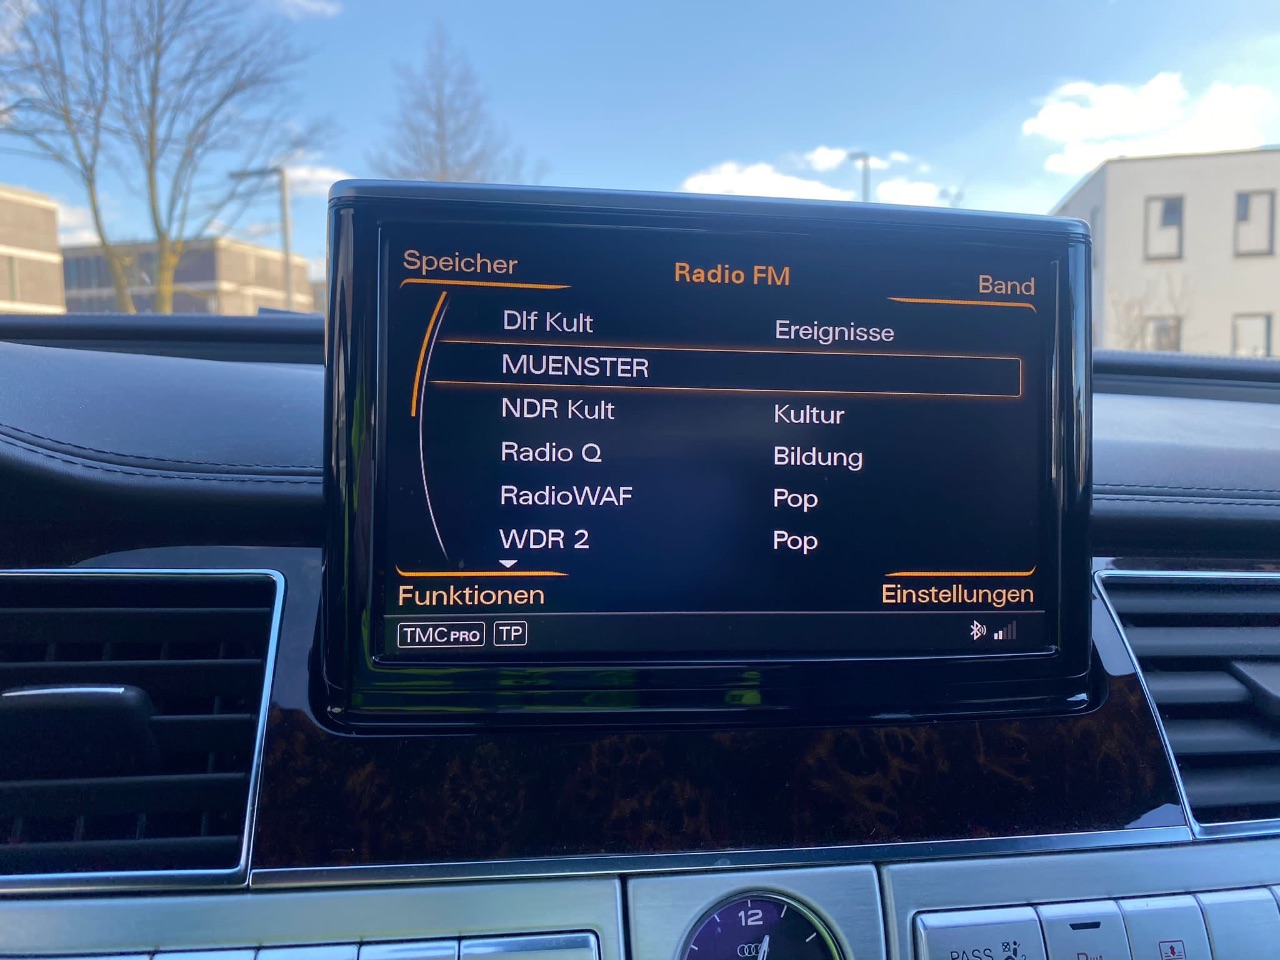 Speicher
Radio FM
Band
Dlf Kult Ereignisse
MUENSTER
NDR Kult Kultur
Radio Q Bildung
RadioWAF Pop
WDR 2 Pop
Funktionen
Einstellungen
TMC PRO TP
12
PASS